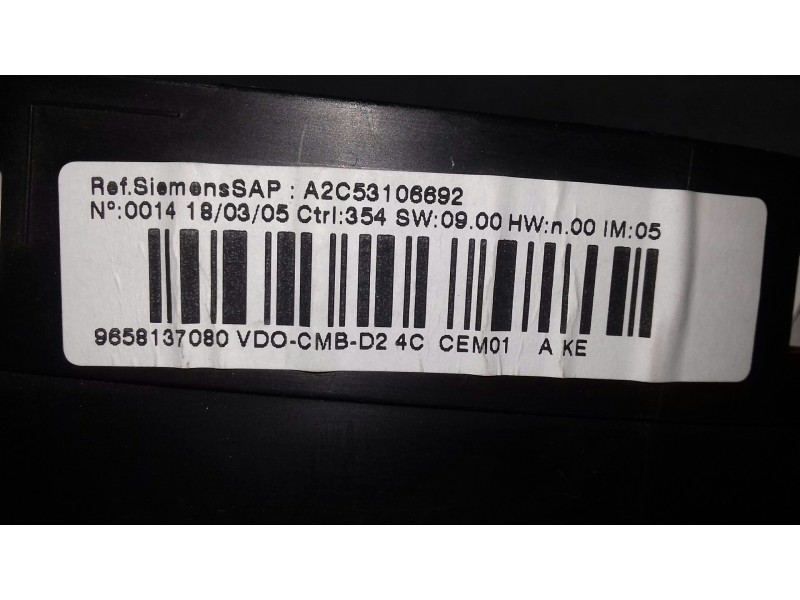 Ref.SiemensSAP : A2C53106692
Nº:0014 18/03/05 Ctrl:354 SW:09.00 HW:n.00 IM:05
9658137080 VDO-CMB-D2 4C CEM01 A KE